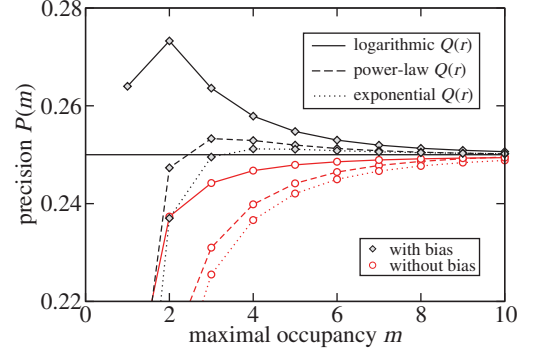 0.28
0.26
0.24
0.22
precision P(m)
logarithmic Q(r)
power-law Q(r)
exponential Q(r)
with bias
without bias
0 2 4 6 8 10
maximal occupancy m